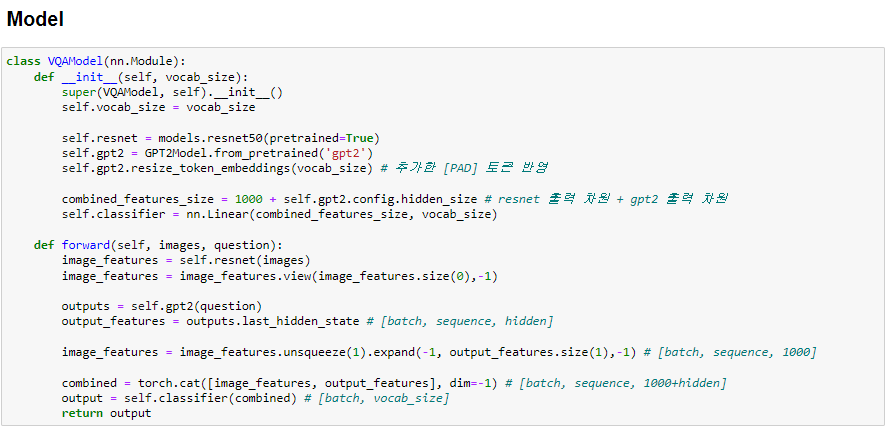 Model
class VQAModel(nn.Module):
    def __init__(self, vocab_size):
        super(VQAModel, self).__init__()
        self.vocab_size = vocab_size

        self.resnet = models.resnet50(pretrained=True)
        self.gpt2 = GPT2Model.from_pretrained('gpt2')
        self.gpt2.resize_token_embeddings(vocab_size) # 추가한 [PAD] 토큰 반영

        combined_features_size = 1000 + self.gpt2.config.hidden_size # resnet 출력 차원 + gpt2 출력 차원
        self.classifier = nn.Linear(combined_features_size, vocab_size)

    def forward(self, images, question):
        image_features = self.resnet(images)
        image_features = image_features.view(image_features.size(0),-1)

        outputs = self.gpt2(question)
        output_features = outputs.last_hidden_state # [batch, sequence, hidden]

        image_features = image_features.unsqueeze(1).expand(-1, output_features.size(1),-1) # [batch, sequence, 1000]

        combined = torch.cat([image_features, output_features], dim=-1) # [batch, sequence, 1000+hidden]
        output = self.classifier(combined) # [batch, vocab_size]
        return output